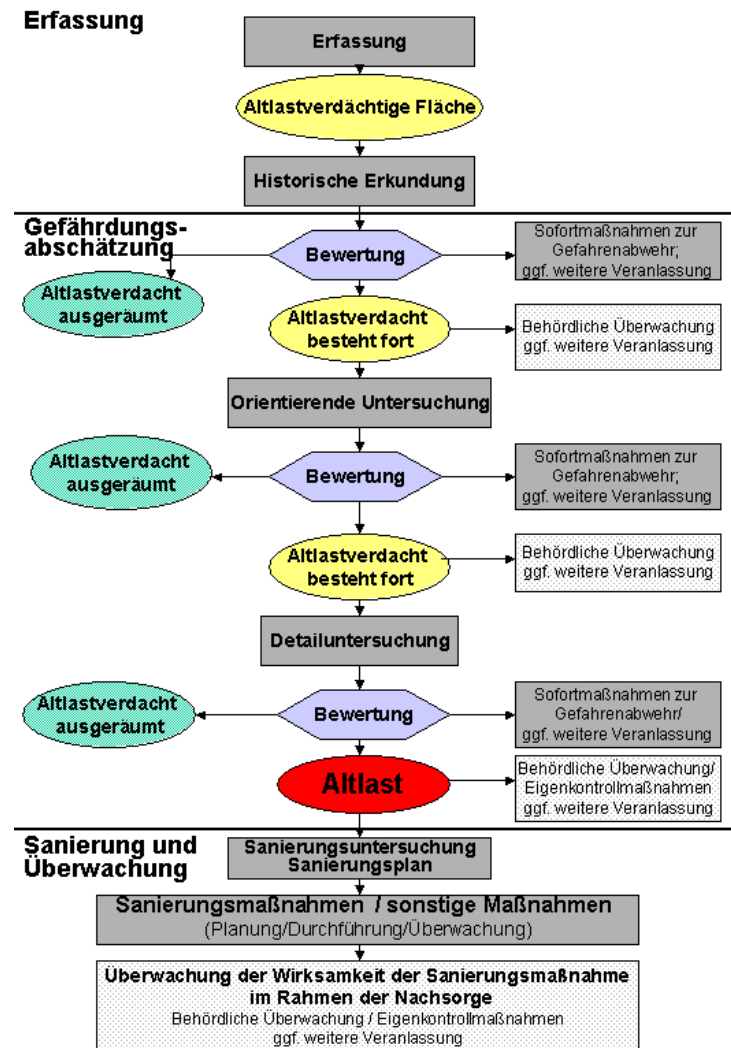 Erfassung
Erfassung
Altlastverdächtige Fläche
Historische Erkundung
Gefährdungs-
abschätzung
Bewertung
Sofortmaßnahmen zur
Gefahrenabwehr;
ggf. weitere Veranlassung
Altlastverdacht
ausgeräumt
Altlastverdacht
besteht fort
Behördliche Überwachung
ggf. weitere Veranlassung
Orientierende Untersuchung
Altlastverdacht
ausgeräumt
Bewertung
Sofortmaßnahmen zur
Gefahrenabwehr;
ggf. weitere Veranlassung
Altlastverdacht
besteht fort
Behördliche Überwachung
ggf. weitere Veranlassung
Detailuntersuchung
Altlastverdacht
ausgeräumt
Bewertung
Sofortmaßnahmen zur
Gefahrenabwehr/
ggf. weitere Veranlassung
Altlast
Behördliche Überwachung/
Eigenkontrollmaßnahmen
ggf. weitere Veranlassung
Sanierung und
Überwachung
Sanierungsuntersuchung
Sanierungsplan
Sanierungsmaßnahmen / sonstige Maßnahmen
(Planung/Durchführung/Überwachung)
Überwachung der Wirksamkeit der Sanierungsmaßnahme
im Rahmen der Nachsorge
Behördliche Überwachung / Eigenkontrollmaßnahmen
ggf. weitere Veranlassung